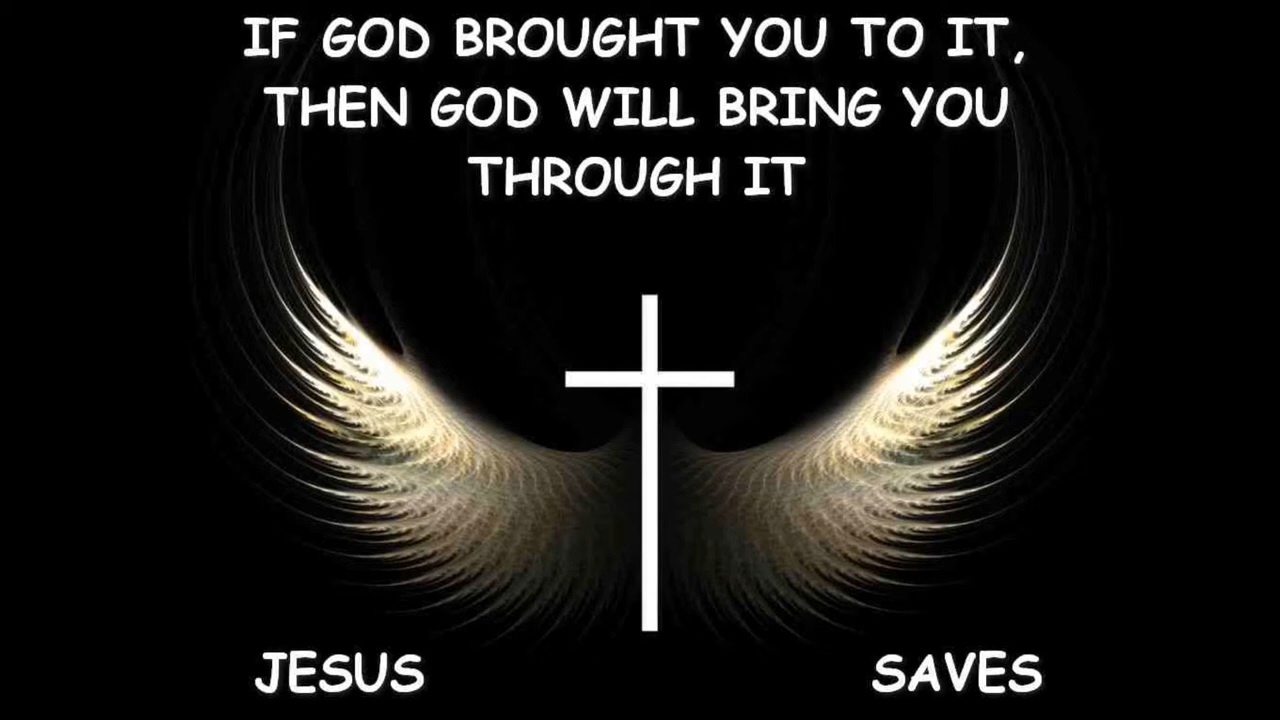 IF GOD BROUGHT YOU TO IT,
THEN GOD WILL BRING YOU
THROUGH IT
JESUS SAVES